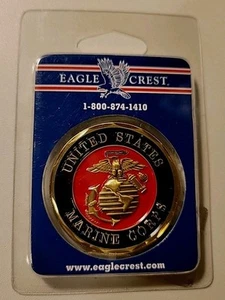 EAGLE CREST®
1-800-874-1410
UNITED STATES
MARINE CORPS
www.eaglecrest.com